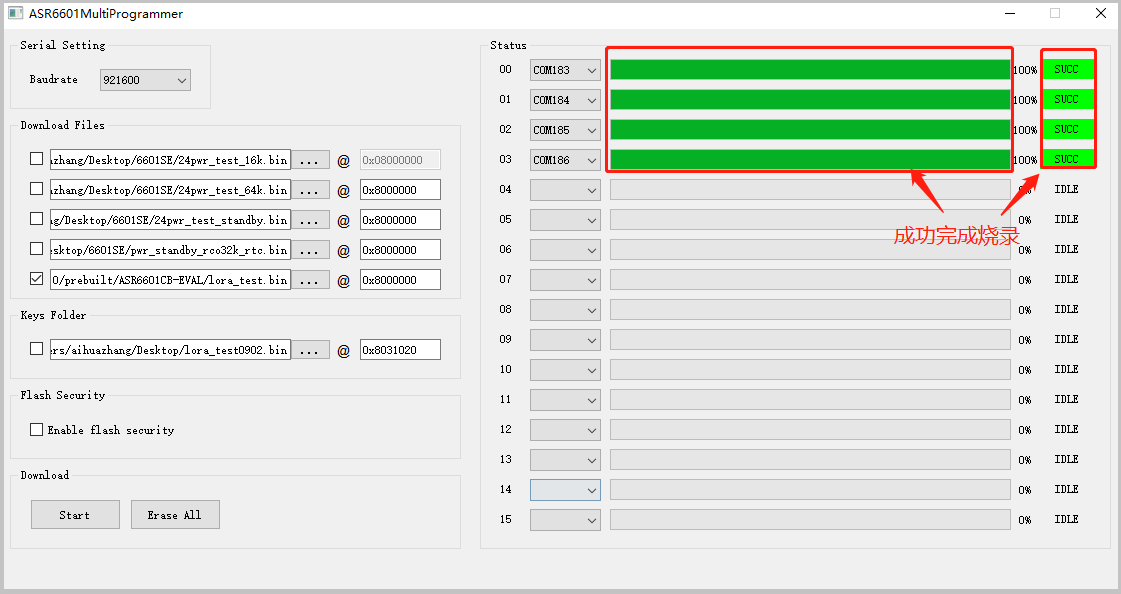 ASR6601MultiProgrammer
Serial Setting
Baudrate 921600
Download Files
zhang/Desktop/6601SE/24pwr_test_16k.bin ... @ 0x08000000
zhang/Desktop/6601SE/24pwr_test_64k.bin ... @ 0x8000000
g/Desktop/6601SE/24pwr_test_standby.bin ... @ 0x8000000
sktop/6601SE/pwr_standby_rco32k_rtc.bin ... @ 0x8000000
0/prebuilt/ASR6601CB-EVAL/lora_test.bin ... @ 0x8000000
Keys Folder
rs/aihuazhang/Desktop/lora_test0902.bin ... @ 0x8031020
Flash Security
Enable flash security
Download
Start Erase All
Status
00 COM183 100% SUCC
01 COM184 100% SUCC
02 COM185 100% SUCC
03 COM186 100% SUCC
04 0% IDLE
05 0% IDLE
成功完成烧录
06 0% IDLE
07 0% IDLE
08 0% IDLE
09 0% IDLE
10 0% IDLE
11 0% IDLE
12 0% IDLE
13 0% IDLE
14 0% IDLE
15 0% IDLE